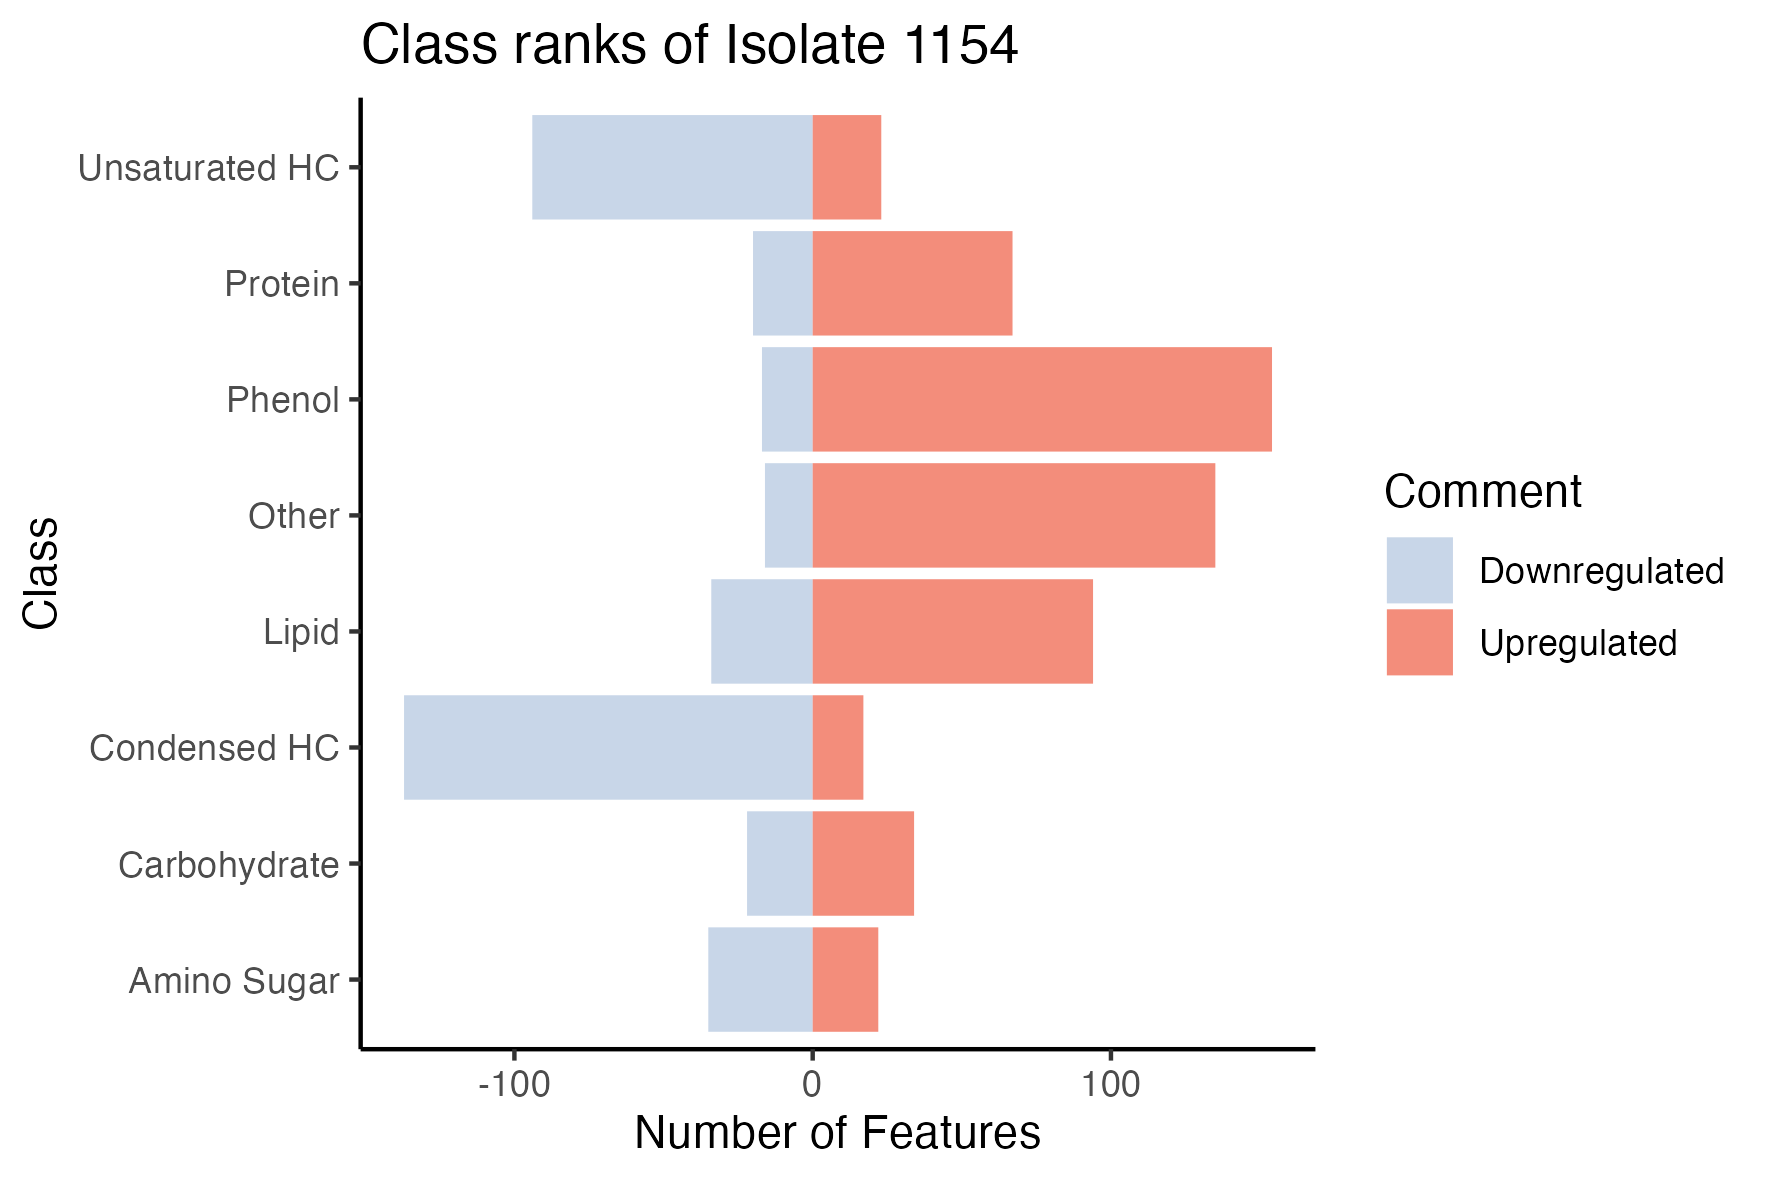 Class ranks of Isolate 1154
Unsaturated HC
Protein
Phenol
Other
Lipid
Condensed HC
Carbohydrate
Amino Sugar
Class
-100
0
100
Number of Features
Comment
Downregulated
Upregulated